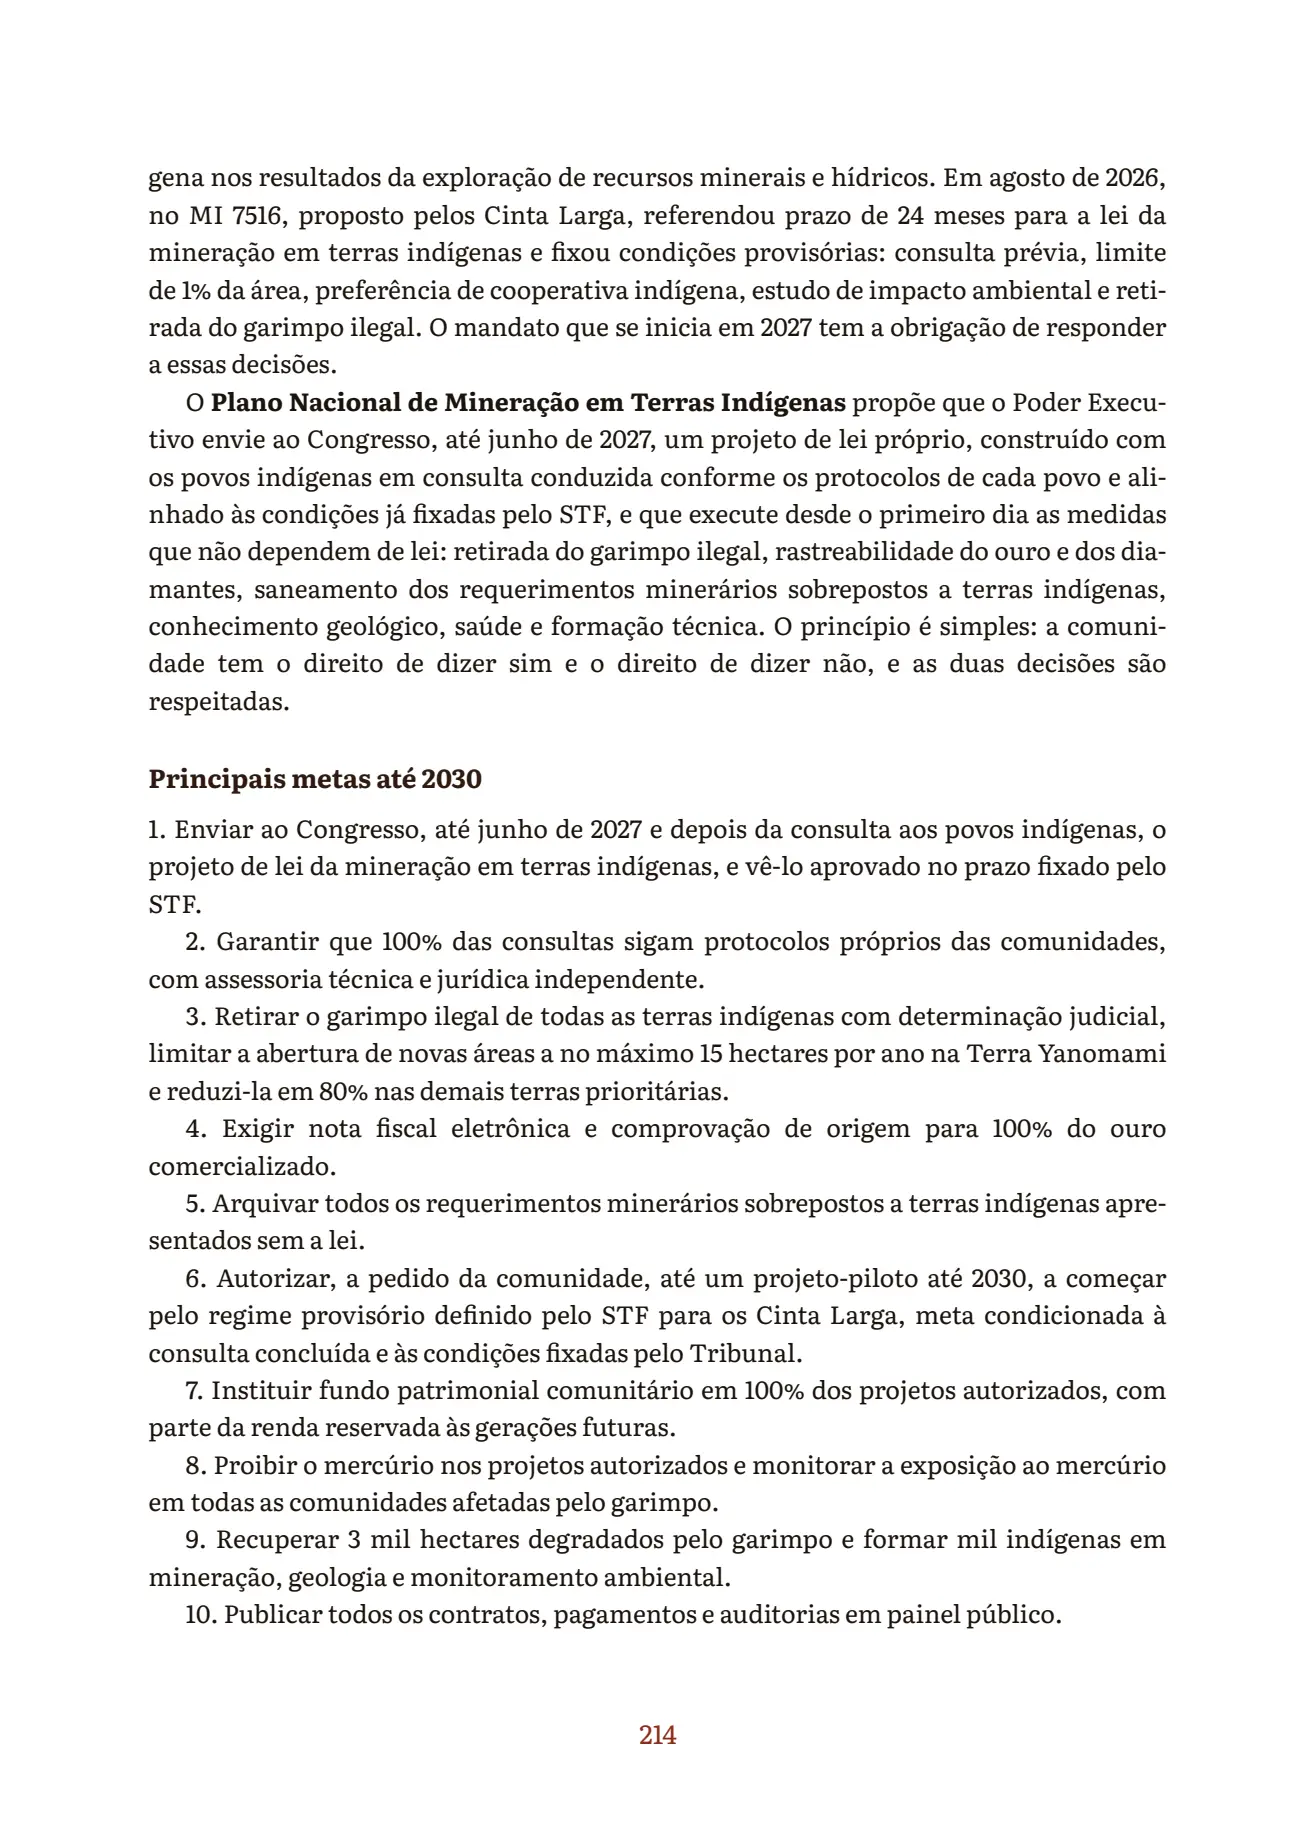 gena nos resultados da exploração de recursos minerais e hídricos. Em agosto de 2026,
no MI 7516, proposto pelos Cinta Larga, referendou prazo de 24 meses para a lei da
mineração em terras indígenas e fixou condições provisórias: consulta prévia, limite
de 1% da área, preferência de cooperativa indígena, estudo de impacto ambiental e reti-
rada do garimpo ilegal. O mandato que se inicia em 2027 tem a obrigação de responder
a essas decisões.
O Plano Nacional de Mineração em Terras Indígenas propõe que o Poder Execu-
tivo envie ao Congresso, até junho de 2027, um projeto de lei próprio, construído com
os povos indígenas em consulta conduzida conforme os protocolos de cada povo e ali-
nhado às condições já fixadas pelo STF, e que execute desde o primeiro dia as medidas
que não dependem de lei: retirada do garimpo ilegal, rastreabilidade do ouro e dos dia-
mantes, saneamento dos requerimentos minerários sobrepostos a terras indígenas,
conhecimento geológico, saúde e formação técnica. O princípio é simples: a comuni-
dade tem o direito de dizer sim e o direito de dizer não, e as duas decisões são
respeitadas.
Principais metas até 2030
1. Enviar ao Congresso, até junho de 2027 e depois da consulta aos povos indígenas, o
projeto de lei da mineração em terras indígenas, e vê-lo aprovado no prazo fixado pelo
STF.
2. Garantir que 100% das consultas sigam protocolos próprios das comunidades,
com assessoria técnica e jurídica independente.
3. Retirar o garimpo ilegal de todas as terras indígenas com determinação judicial,
limitar a abertura de novas áreas a no máximo 15 hectares por ano na Terra Yanomami
e reduzi-la em 80% nas demais terras prioritárias.
4. Exigir nota fiscal eletrônica e comprovação de origem para 100% do ouro
comercializado.
5. Arquivar todos os requerimentos minerários sobrepostos a terras indígenas apre-
sentados sem a lei.
6. Autorizar, a pedido da comunidade, até um projeto-piloto até 2030, a começar
pelo regime provisório definido pelo STF para os Cinta Larga, meta condicionada à
consulta concluída e às condições fixadas pelo Tribunal.
7. Instituir fundo patrimonial comunitário em 100% dos projetos autorizados, com
parte da renda reservada às gerações futuras.
8. Proibir o mercúrio nos projetos autorizados e monitorar a exposição ao mercúrio
em todas as comunidades afetadas pelo garimpo.
9. Recuperar 3 mil hectares degradados pelo garimpo e formar mil indígenas em
mineração, geologia e monitoramento ambiental.
10. Publicar todos os contratos, pagamentos e auditorias em painel público.
214